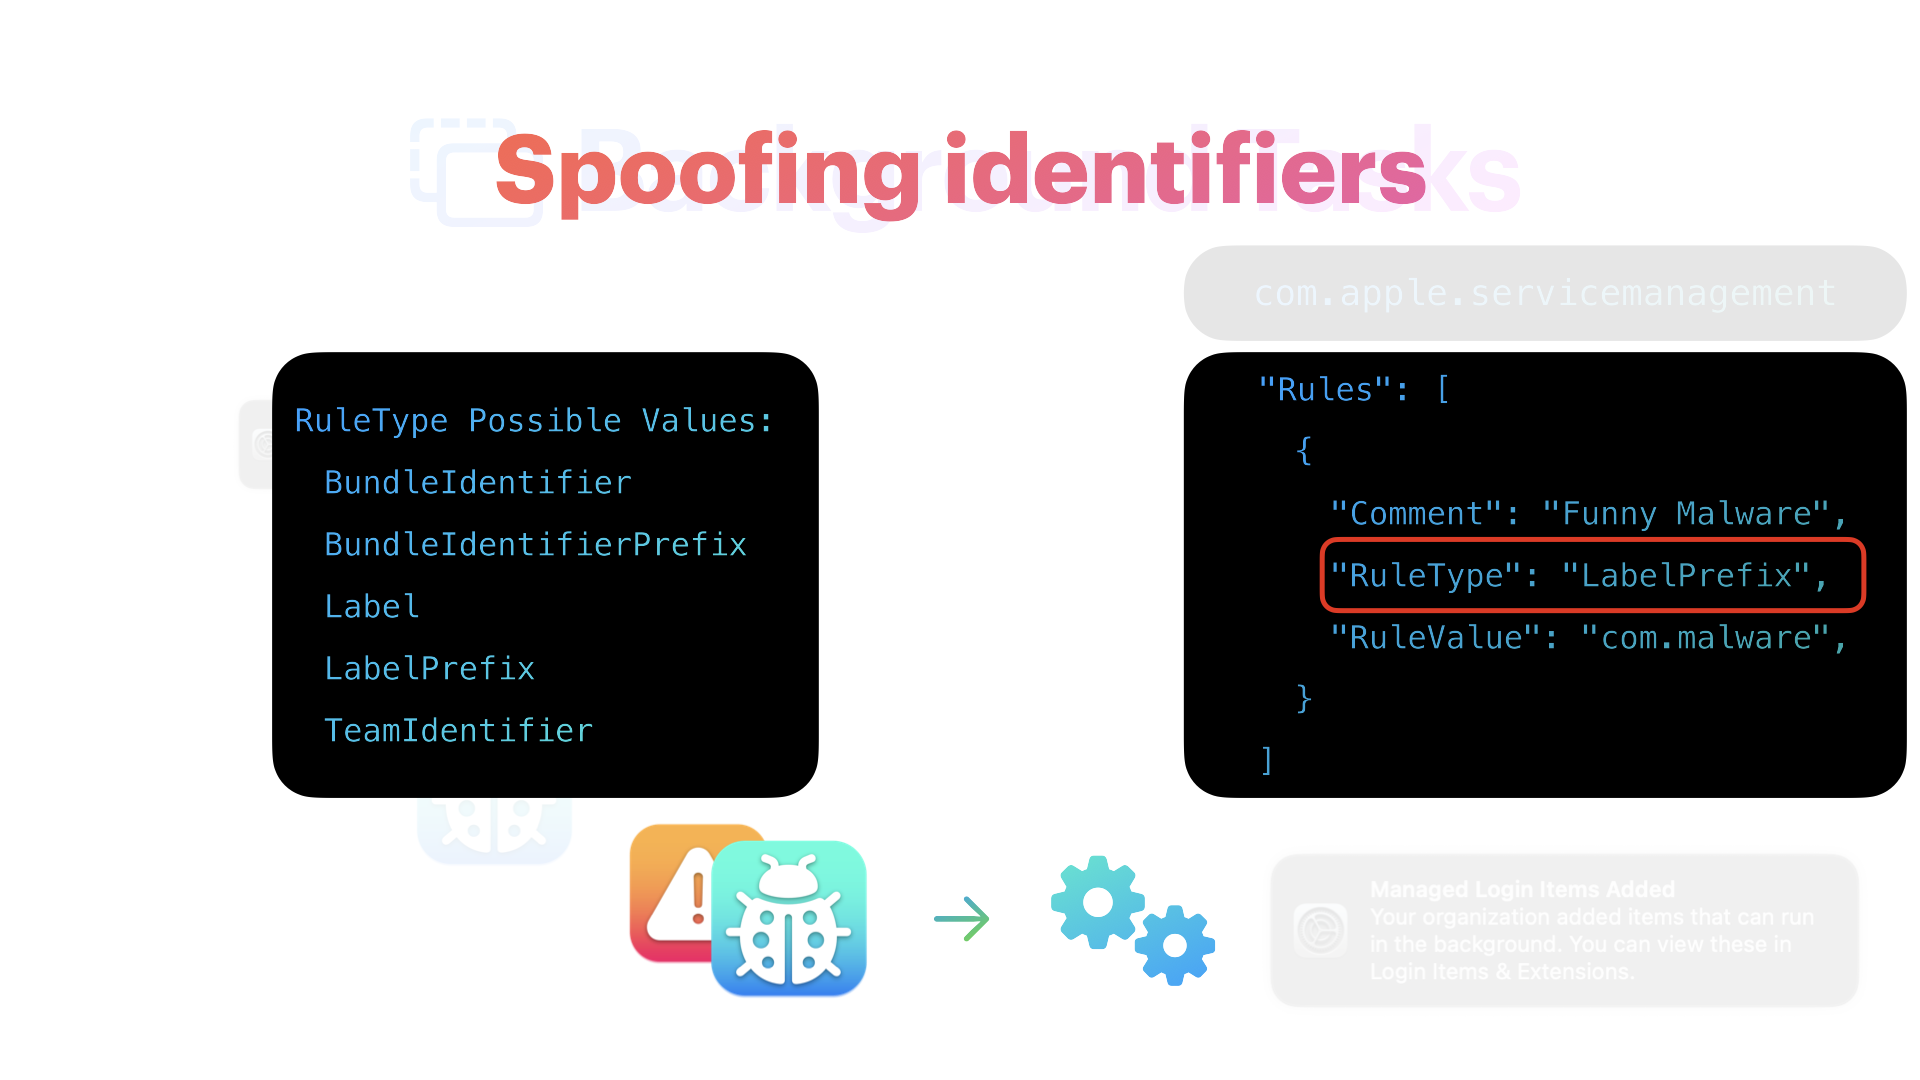 Background Tasks
Spoofing identifiers
com.apple.servicemanagement
RuleType Possible Values:
BundleIdentifier
BundleIdentifierPrefix
Label
LabelPrefix
TeamIdentifier
"Rules": [
{
"Comment": "Funny Malware",
"RuleType": "LabelPrefix",
"RuleValue": "com.malware",
}
]
Managed Login Items Added
Your organization added items that can run
in the background. You can view these in
Login Items & Extensions.